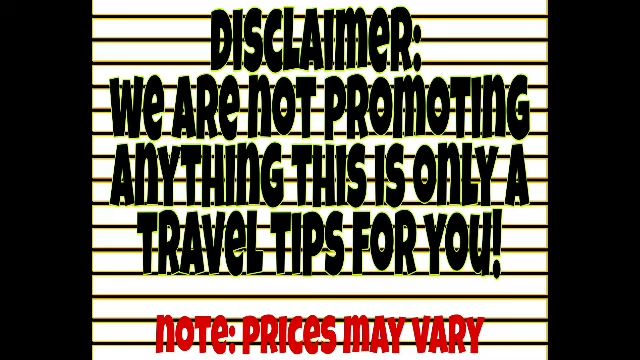 DISCLAIMER:
WE ARE NOT PROMOTING
ANYTHING THIS IS ONLY A
TRAVEL TIPS FOR YOU!
NOTE: PRICES MAY VARY